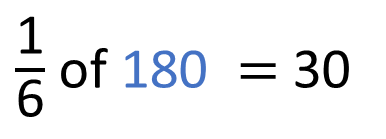 1/6 of 180 = 30